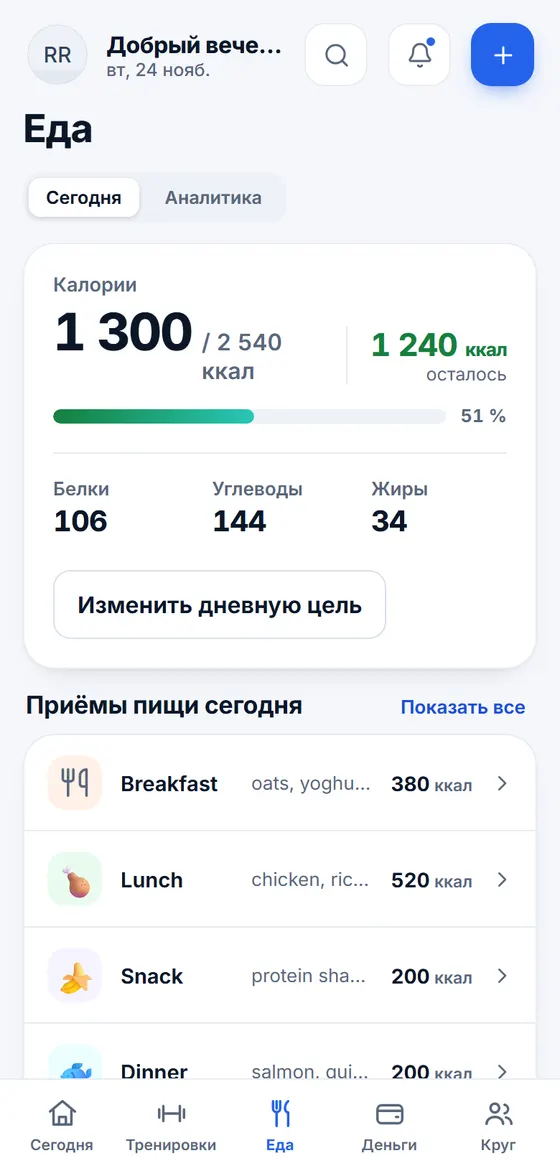 RR
Добрый вече...
вт, 24 нояб.
Еда
Сегодня
Аналитика
Калории
1 300 / 2 540 ккал
1 240 ккал
осталось
51 %
Белки
106
Углеводы
144
Жиры
34
Изменить дневную цель
Приёмы пищи сегодня
Показать все
Breakfast oats, yoghu... 380 ккал
Lunch chicken, ric... 520 ккал
Snack protein sha... 200 ккал
Dinner salmon, qui... 200 ккал
Сегодня
Тренировки
Еда
Деньги
Круг